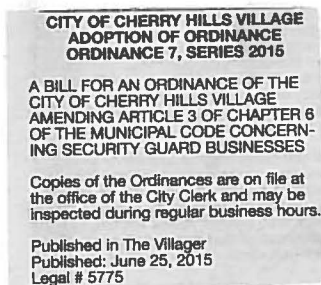 CITY OF CHERRY HILLS VILLAGE
ADOPTION OF ORDINANCE
ORDINANCE 7, SERIES 2015
A BILL FOR AN ORDINANCE OF THE
CITY OF CHERRY HILLS VILLAGE
AMENDING ARTICLE 3 OF CHAPTER 6
OF THE MUNICIPAL CODE CONCERN-
ING SECURITY GUARD BUSINESSES
Copies of the Ordinances are on file at
the office of the City Clerk and may be
inspected during regular business hours.
Published in The Villager
Published: June 25, 2015
Legal # 5775